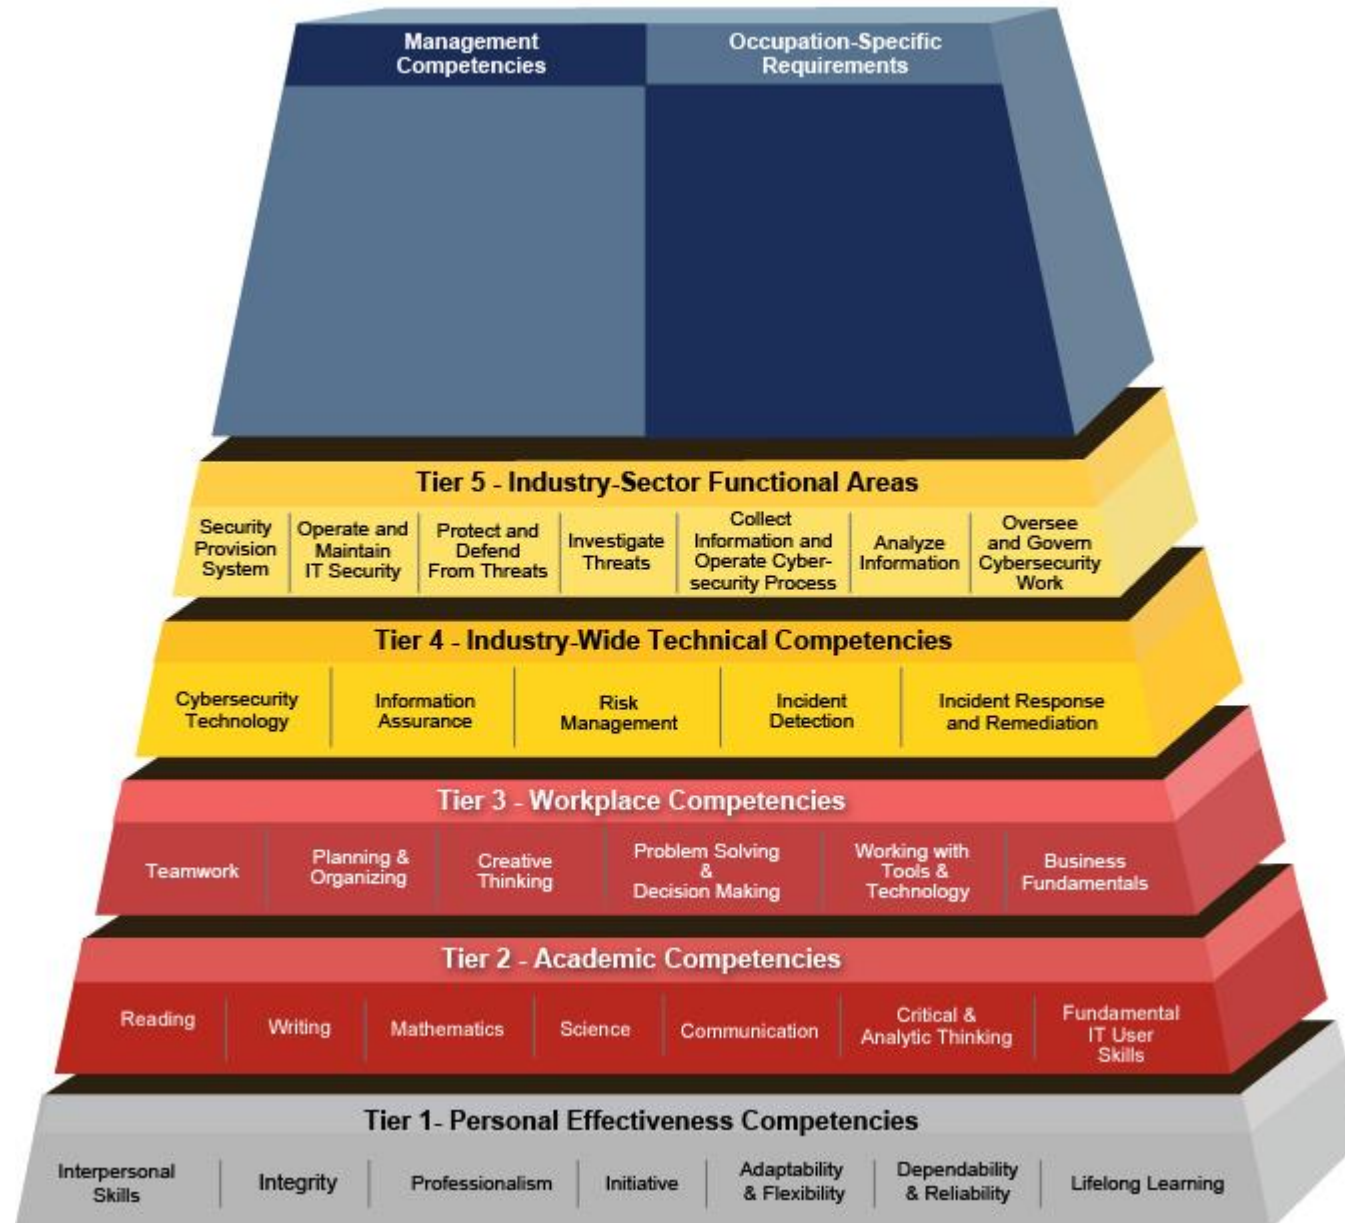 Management
Competencies
Occupation-Specific
Requirements
Tier 5 - Industry-Sector Functional Areas
Security
Provision
System
Operate and
Maintain
IT Security
Protect and
Defend
From Threats
Investigate
Threats
Collect
Information and
Operate Cyber-
security Process
Analyze
Information
Oversee
and Govern
Cybersecurity
Work
Tier 4 - Industry-Wide Technical Competencies
Cybersecurity
Technology
Information
Assurance
Risk
Management
Incident
Detection
Incident Response
and Remediation
Tier 3 - Workplace Competencies
Teamwork
Planning &
Organizing
Creative
Thinking
Problem Solving
&
Decision Making
Working with
Tools &
Technology
Business
Fundamentals
Tier 2 - Academic Competencies
Reading
Writing
Mathematics
Science
Communication
Critical &
Analytic Thinking
Fundamental
IT User
Skills
Tier 1- Personal Effectiveness Competencies
Interpersonal
Skills
Integrity
Professionalism
Initiative
Adaptability
& Flexibility
Dependability
& Reliability
Lifelong Learning